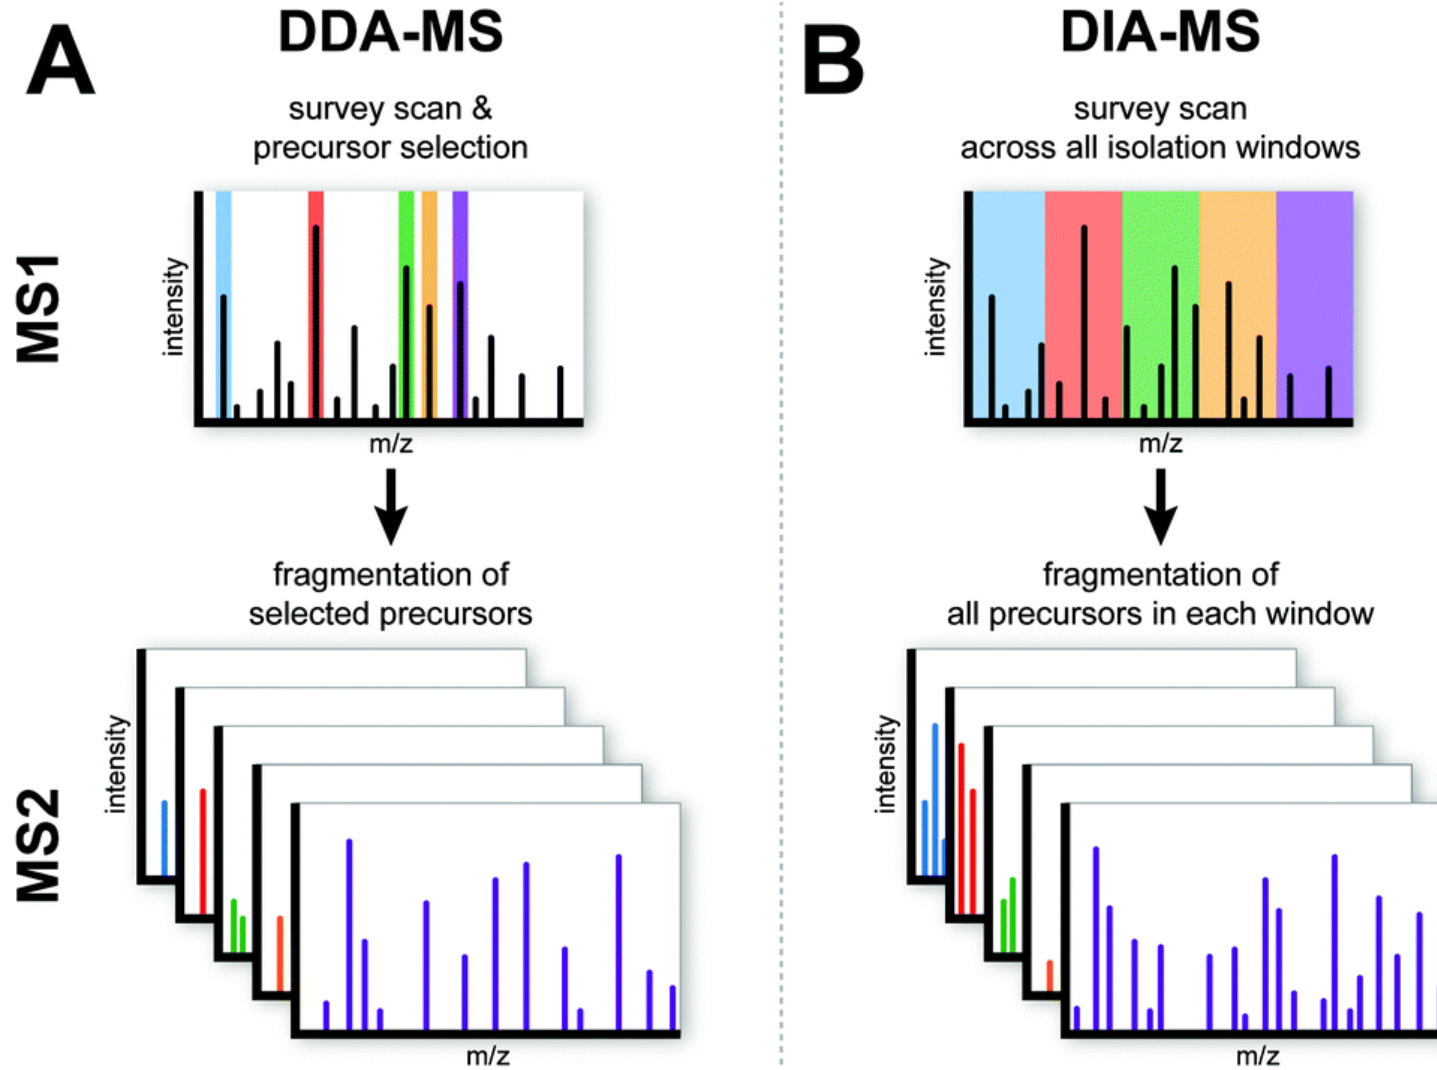 A
DDA-MS
survey scan &
precursor selection
MS1
intensity
m/z
fragmentation of
selected precursors
MS2
intensity
m/z
B
DIA-MS
survey scan
across all isolation windows
intensity
m/z
fragmentation of
all precursors in each window
intensity
m/z